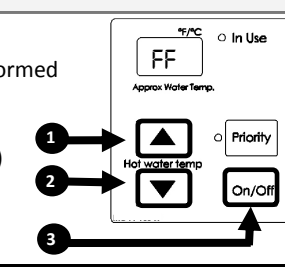 °F/°C
In Use
ormed
FF
Approx Water Temp.
1
Priority
)
Hot water temp
2
On/Off
3